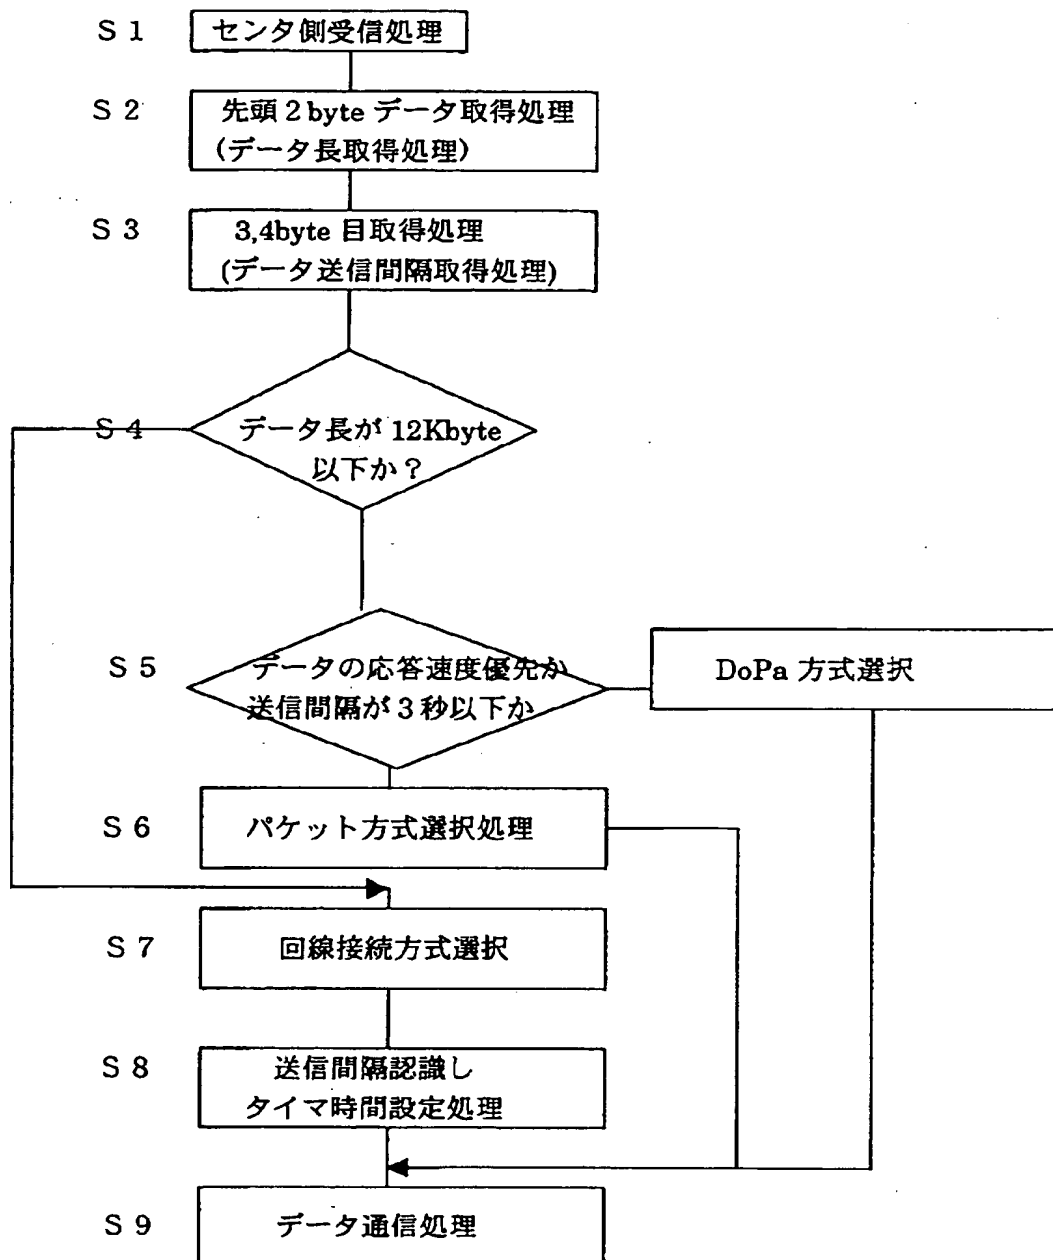 S 1 センタ側受信処理
S 2 先頭2byte データ取得処理
(データ長取得処理)
S 3 3,4byte 目取得処理
(データ送信間隔取得処理)
S 4 データ長が 12Kbyte
以下か?
S 5 データの応答速度優先か
送信間隔が3秒以下か
DoPa 方式選択
S 6 パケット方式選択処理
S 7 回線接続方式選択
S 8 送信間隔認識し
タイマ時間設定処理
S 9 データ通信処理